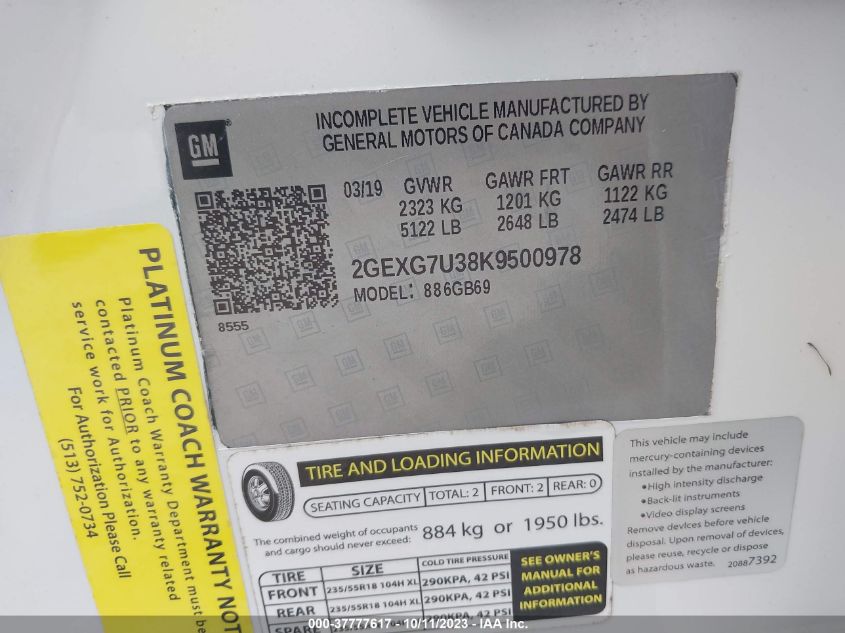 INCOMPLETE VEHICLE MANUFACTURED BY
GENERAL MOTORS OF CANADA COMPANY
GM
03/19 GVWR GAWR FRT GAWR RR
2323 KG 1201 KG 1122 KG
5122 LB 2648 LB 2474 LB
2GEXG7U38K9500978
MODEL: 886GB69
8555
PLATINUM COACH WARRANTY NOT
Platinum Coach Warranty Department must be
contacted PRIOR to any warranty related
service work for Authorization.
For Authorization Please Call
(513) 752-0734
TIRE AND LOADING INFORMATION
SEATING CAPACITY TOTAL: 2 FRONT: 2 REAR: 0
The combined weight of occupants
and cargo should never exceed: 884 kg or 1950 lbs.
TIRE SIZE COLD TIRE PRESSURE
FRONT 235/55R18 104H XL 290KPA, 42 PSI
REAR 235/55R18 104H XL 290KPA, 42 PSI
SPARE
SEE OWNER'S
MANUAL FOR
ADDITIONAL
INFORMATION
This vehicle may include
mercury-containing devices
installed by the manufacturer:
•High intensity discharge
•Back-lit instruments
•Video display screens
Remove devices before vehicle
disposal. Upon removal of devices,
please reuse, recycle or dispose
as hazardous waste. 20887392
000-37777617 - 10/11/2023 - IAA Inc.